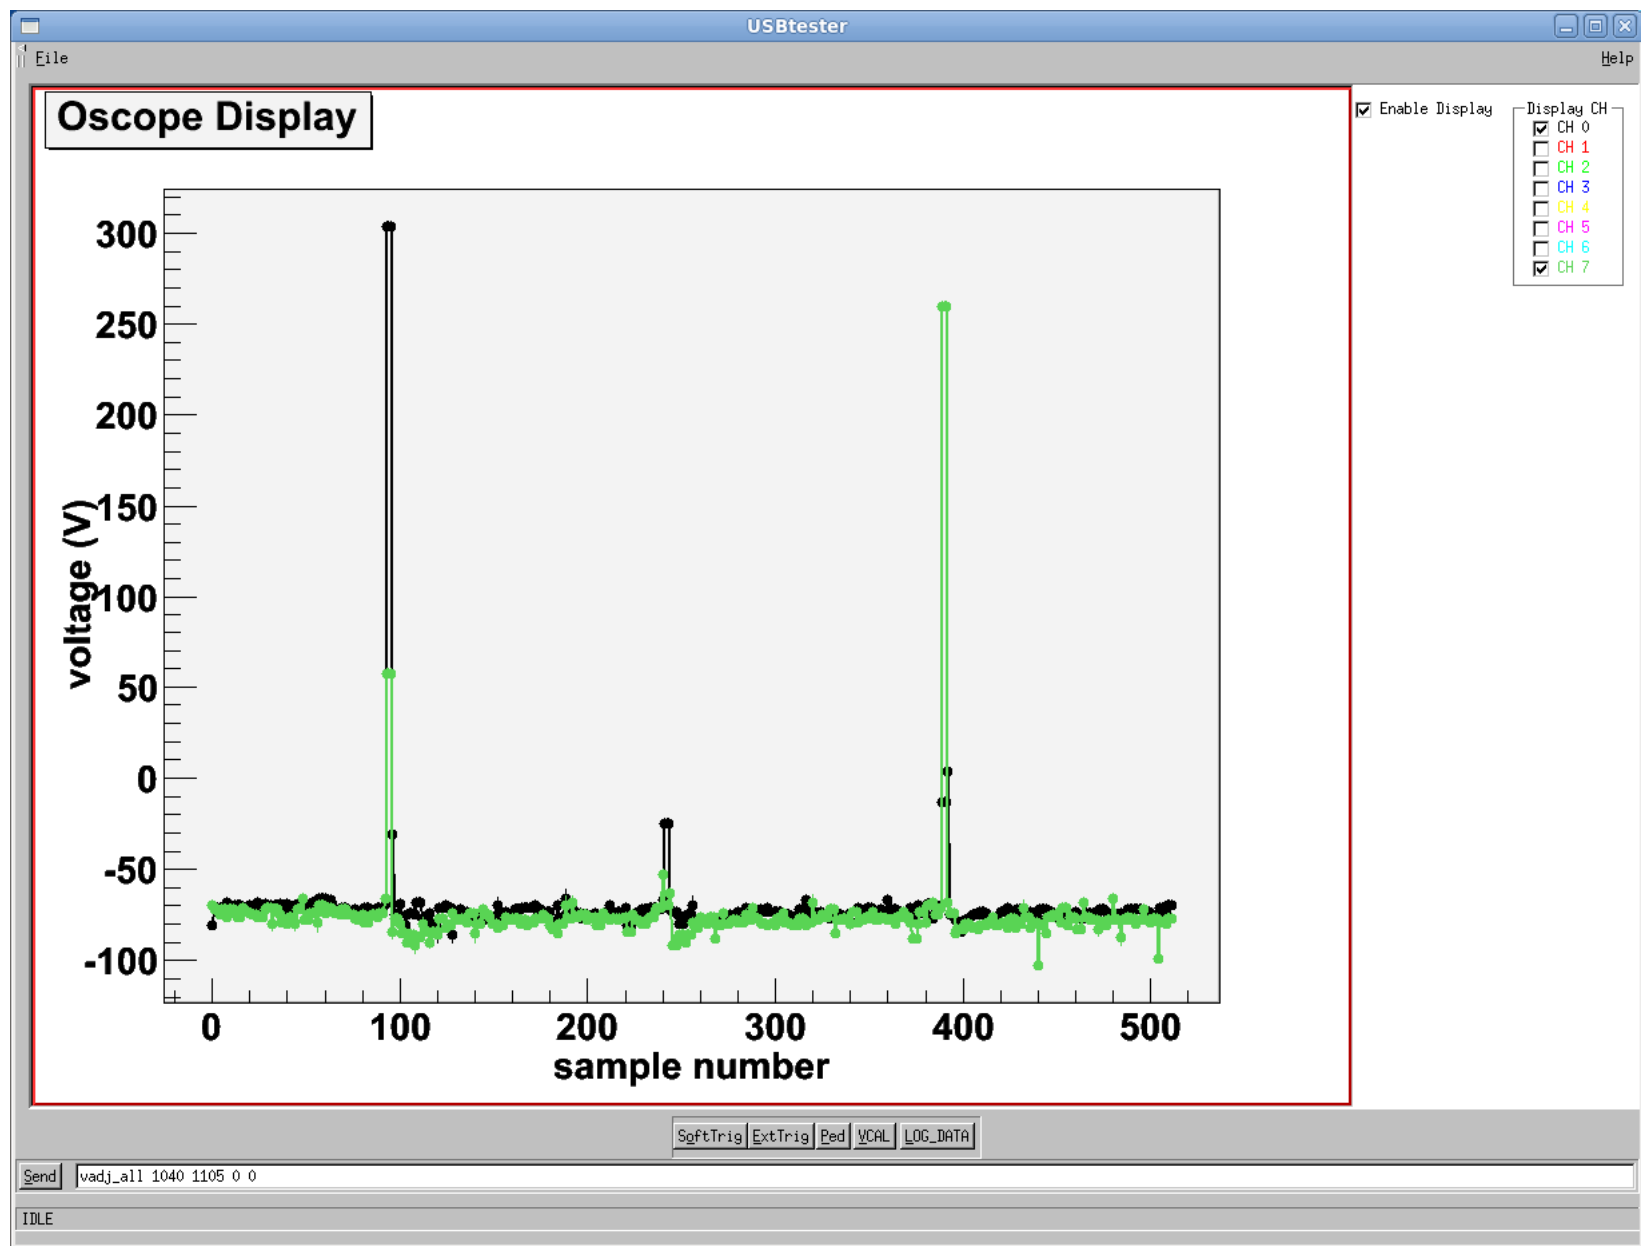 USBtester
File
Help
Oscope Display
Enable Display
Display CH
CH 0
CH 1
CH 2
CH 3
CH 4
CH 5
CH 6
CH 7
300
250
200
150
100
50
0
-50
-100
voltage (V)
0 100 200 300 400 500
sample number
SoftTrig ExtTrig Ped VCAL LOG_DATA
Send vadj_all 1040 1105 0 0
IDLE